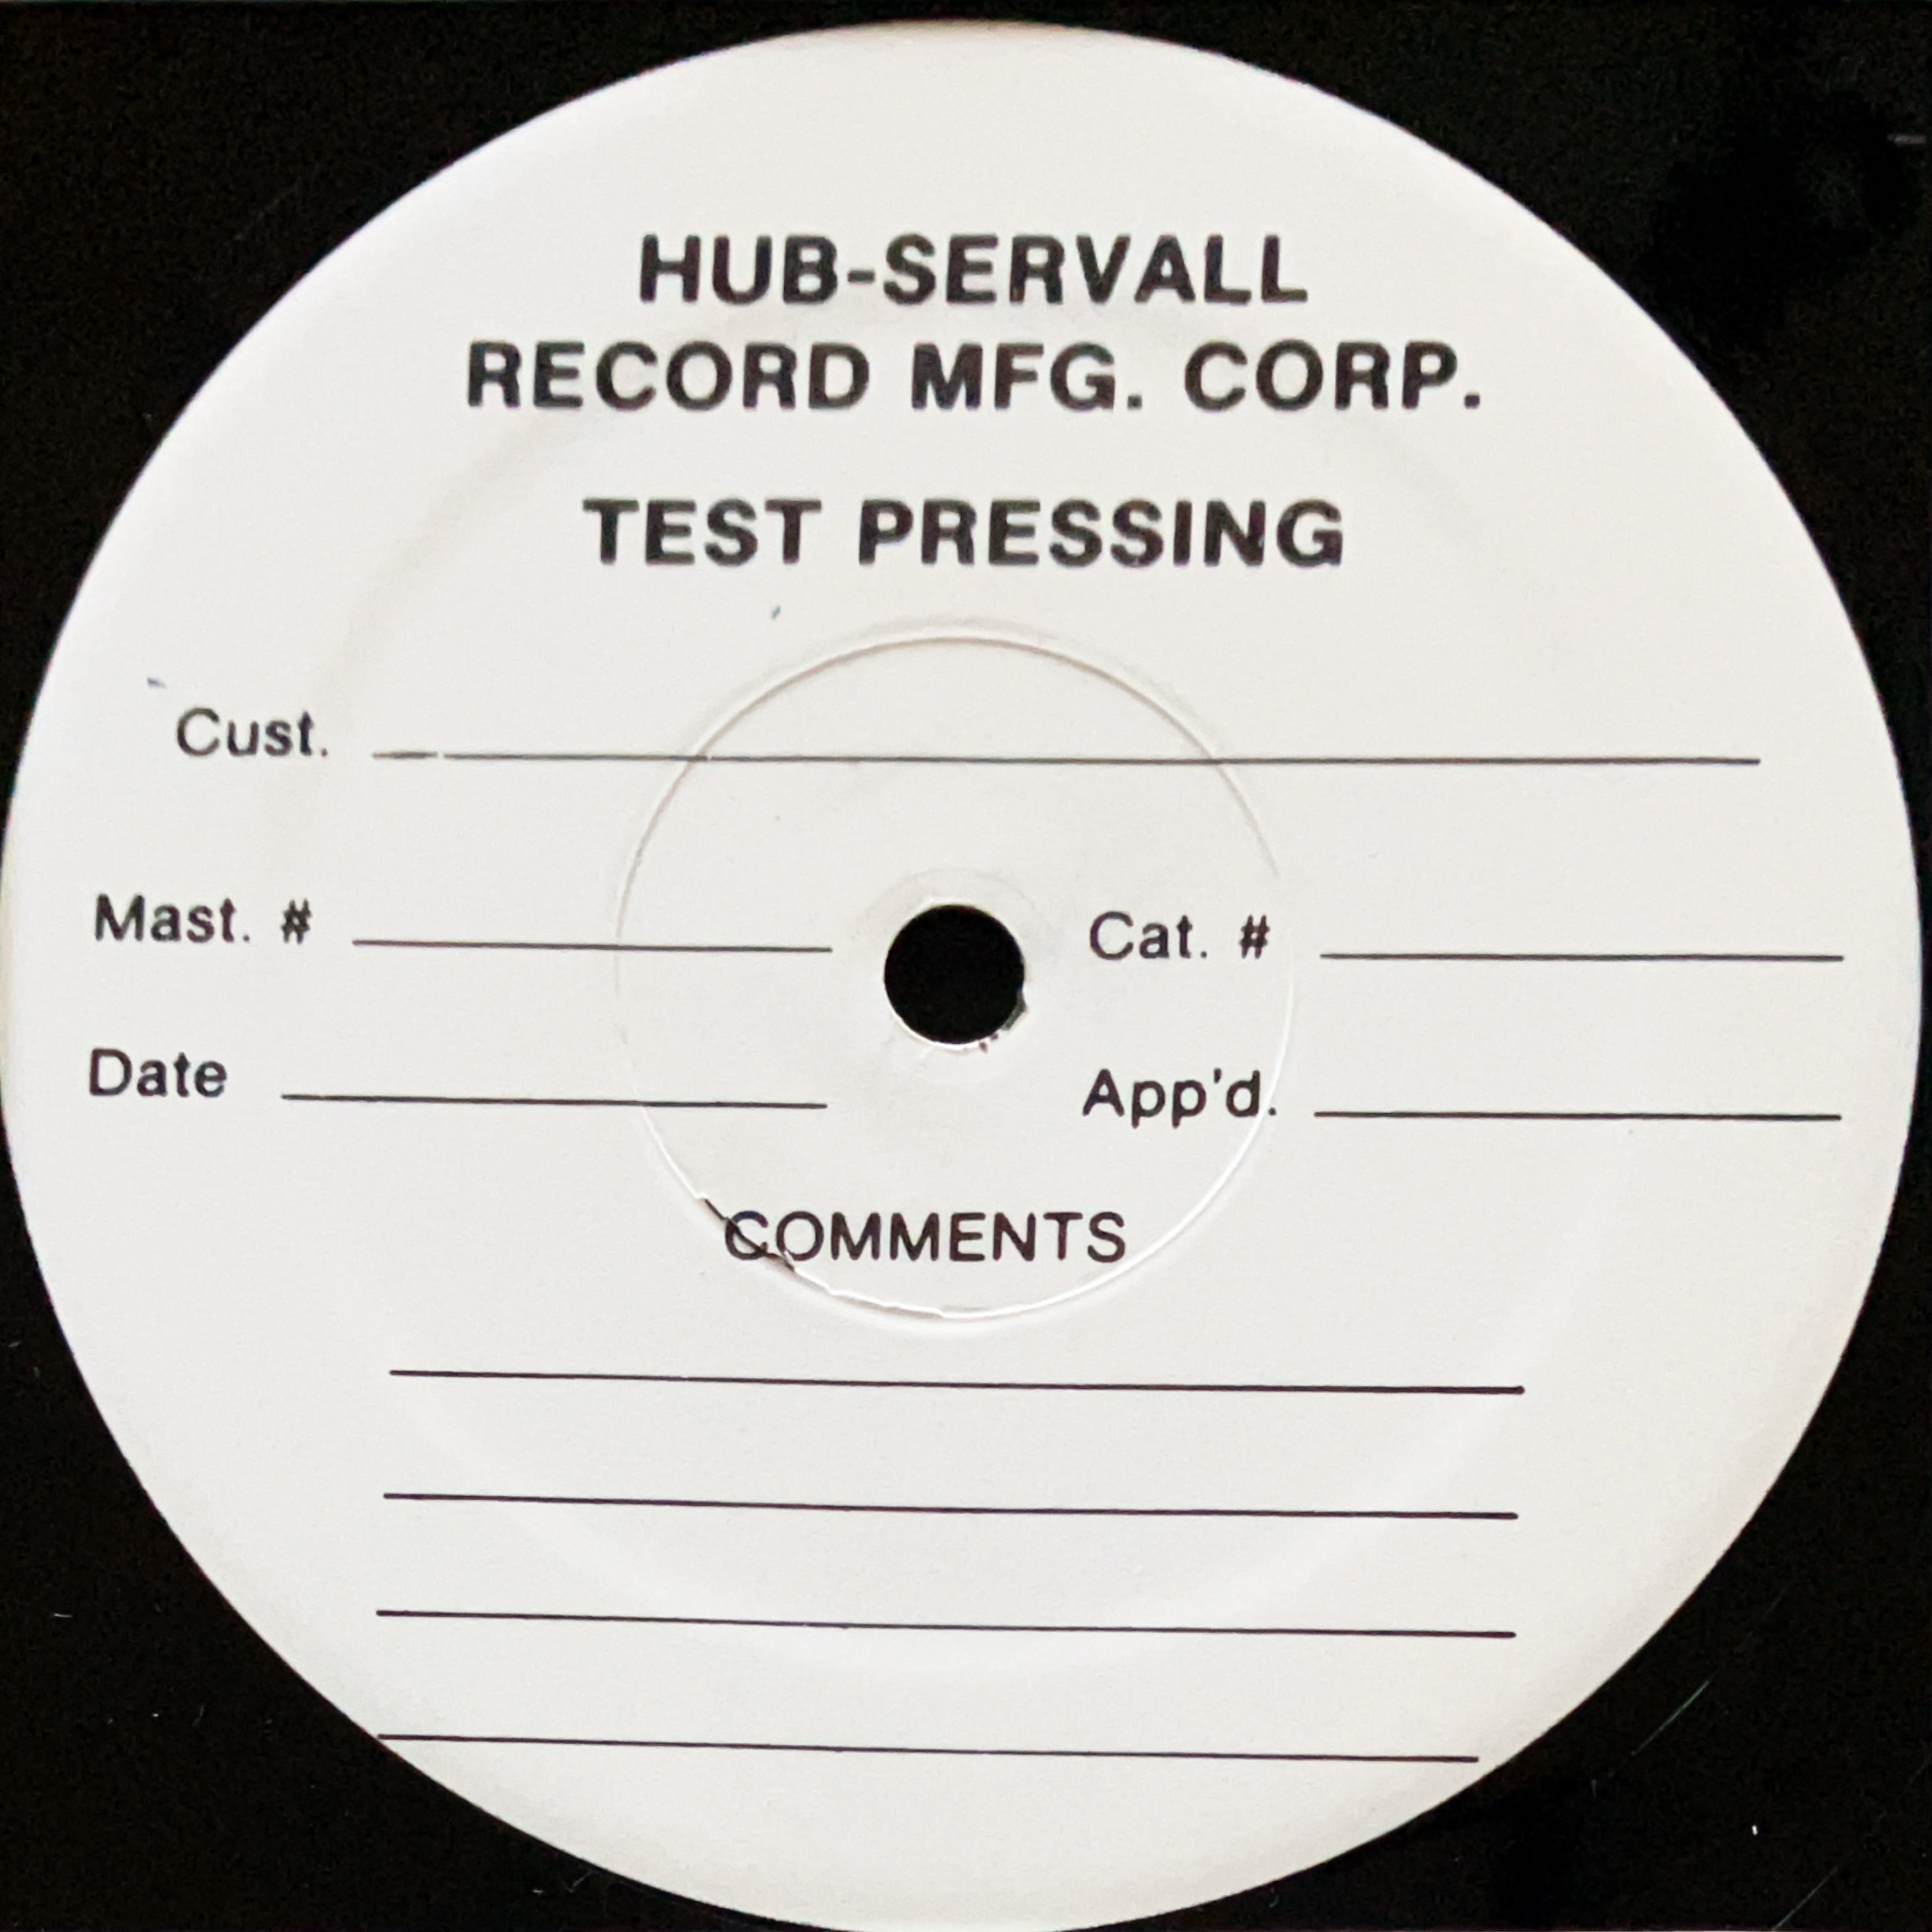 HUB-SERVALL
RECORD MFG. CORP.
TEST PRESSING
Cust.
Mast. # Cat. #
Date App'd.
COMMENTS